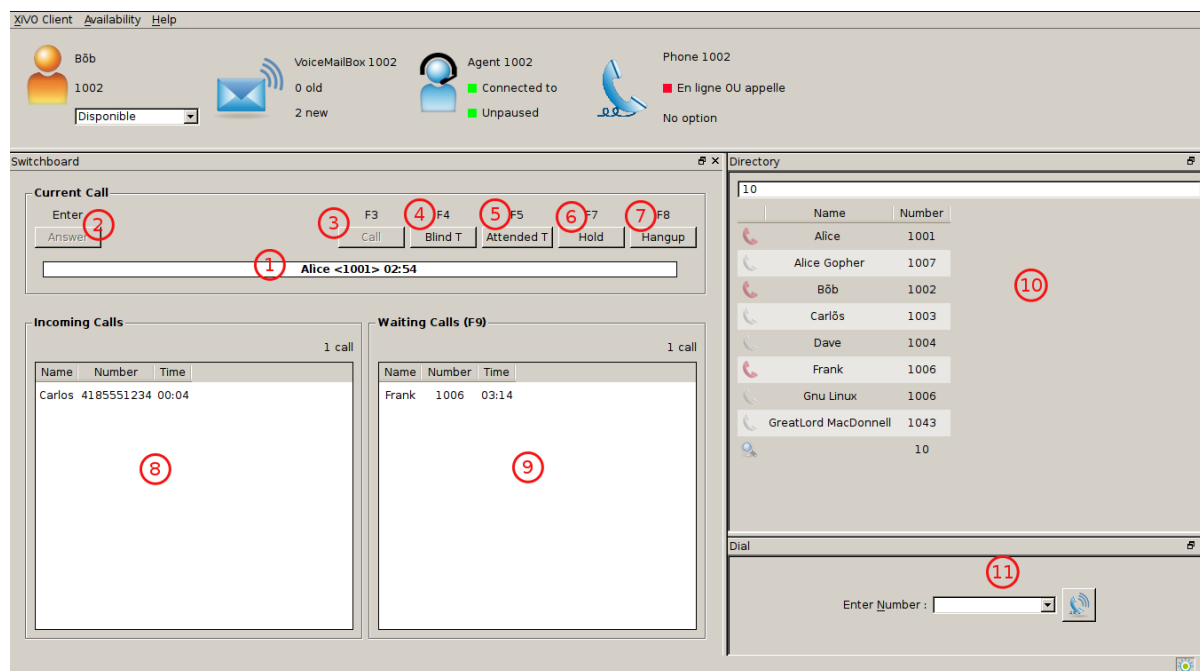 XiVO Client Availability Help
Bõb
1002
Disponible
VoiceMailBox 1002
0 old
2 new
Agent 1002
Connected to
Unpaused
Phone 1002
En ligne OU appelle
No option
Switchboard
Current Call
Enter F3 F4 F5 F7 F8
2 3 4 5 6 7
Answer Call Blind T Attended T Hold Hangup
1
Alice <1001> 02:54
Incoming Calls
1 call
Name Number Time
Carlos 4185551234 00:04
8
Waiting Calls (F9)
1 call
Name Number Time
Frank 1006 03:14
9
Directory
10
Name Number
Alice 1001
Alice Gopher 1007
Bõb 1002
Carlõs 1003
Dave 1004
Frank 1006
Gnu Linux 1006
GreatLord MacDonnell 1043
10
10
Dial
11
Enter Number :